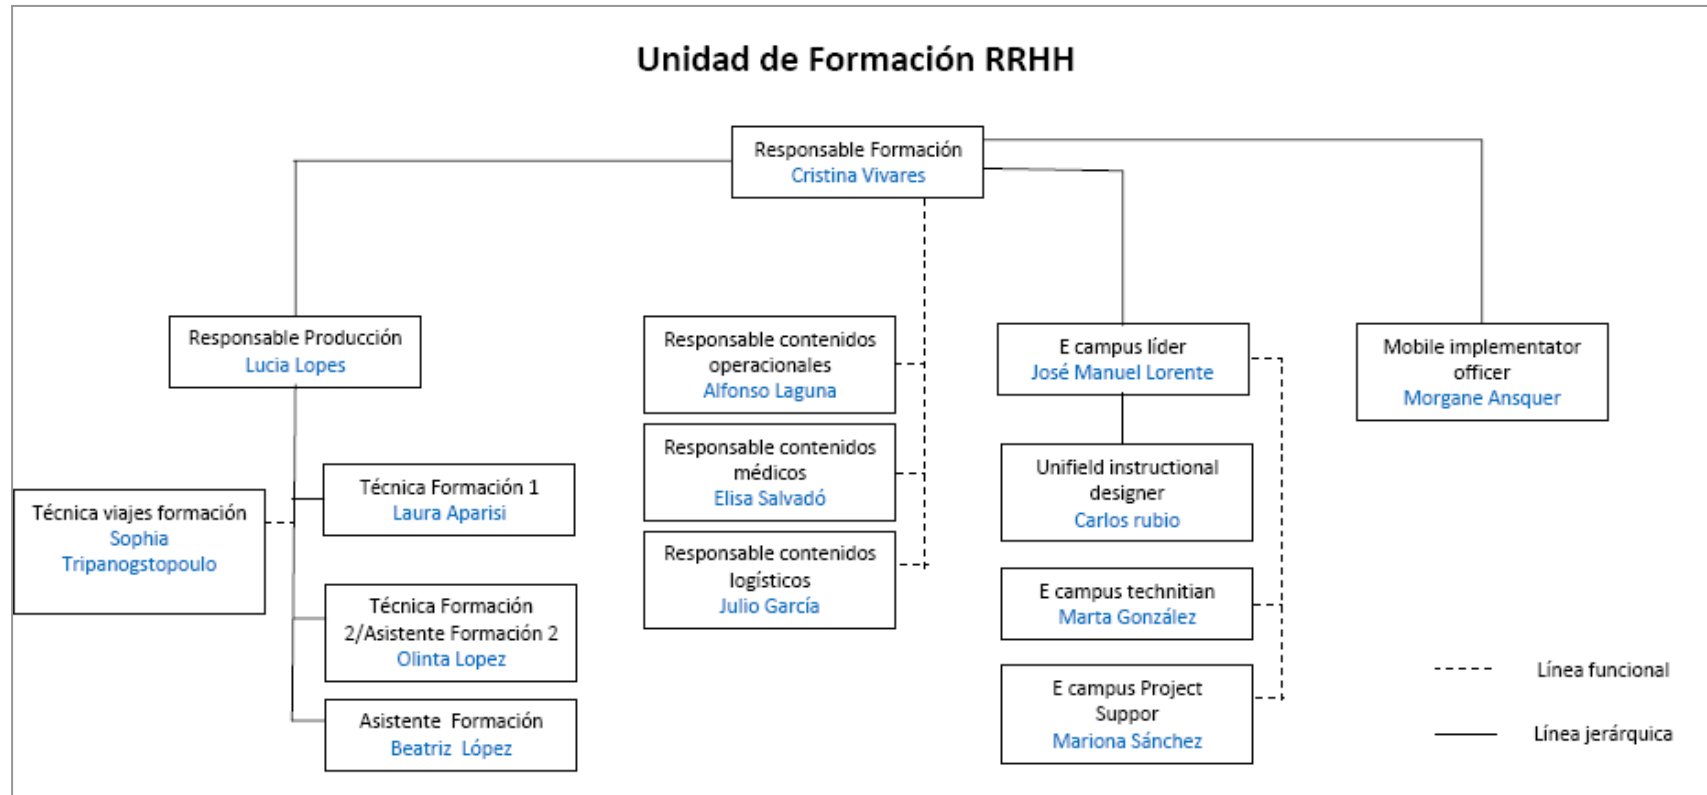 Unidad de Formación RRHH
Responsable Formación
Cristina Vivares
Responsable Producción
Lucia Lopes
Técnica viajes formación
Sophia
Tripanogstopoulo
Técnica Formación 1
Laura Aparisi
Técnica Formación
2/Asistente Formación 2
Olinta Lopez
Asistente Formación
Beatriz López
Responsable contenidos
operacionales
Alfonso Laguna
Responsable contenidos
médicos
Elisa Salvadó
Responsable contenidos
logísticos
Julio García
E campus líder
José Manuel Lorente
Unifield instructional
designer
Carlos rubio
E campus technitian
Marta González
E campus Project
Suppor
Mariona Sánchez
Mobile implementator
officer
Morgane Ansquer
Línea funcional
Línea jerárquica